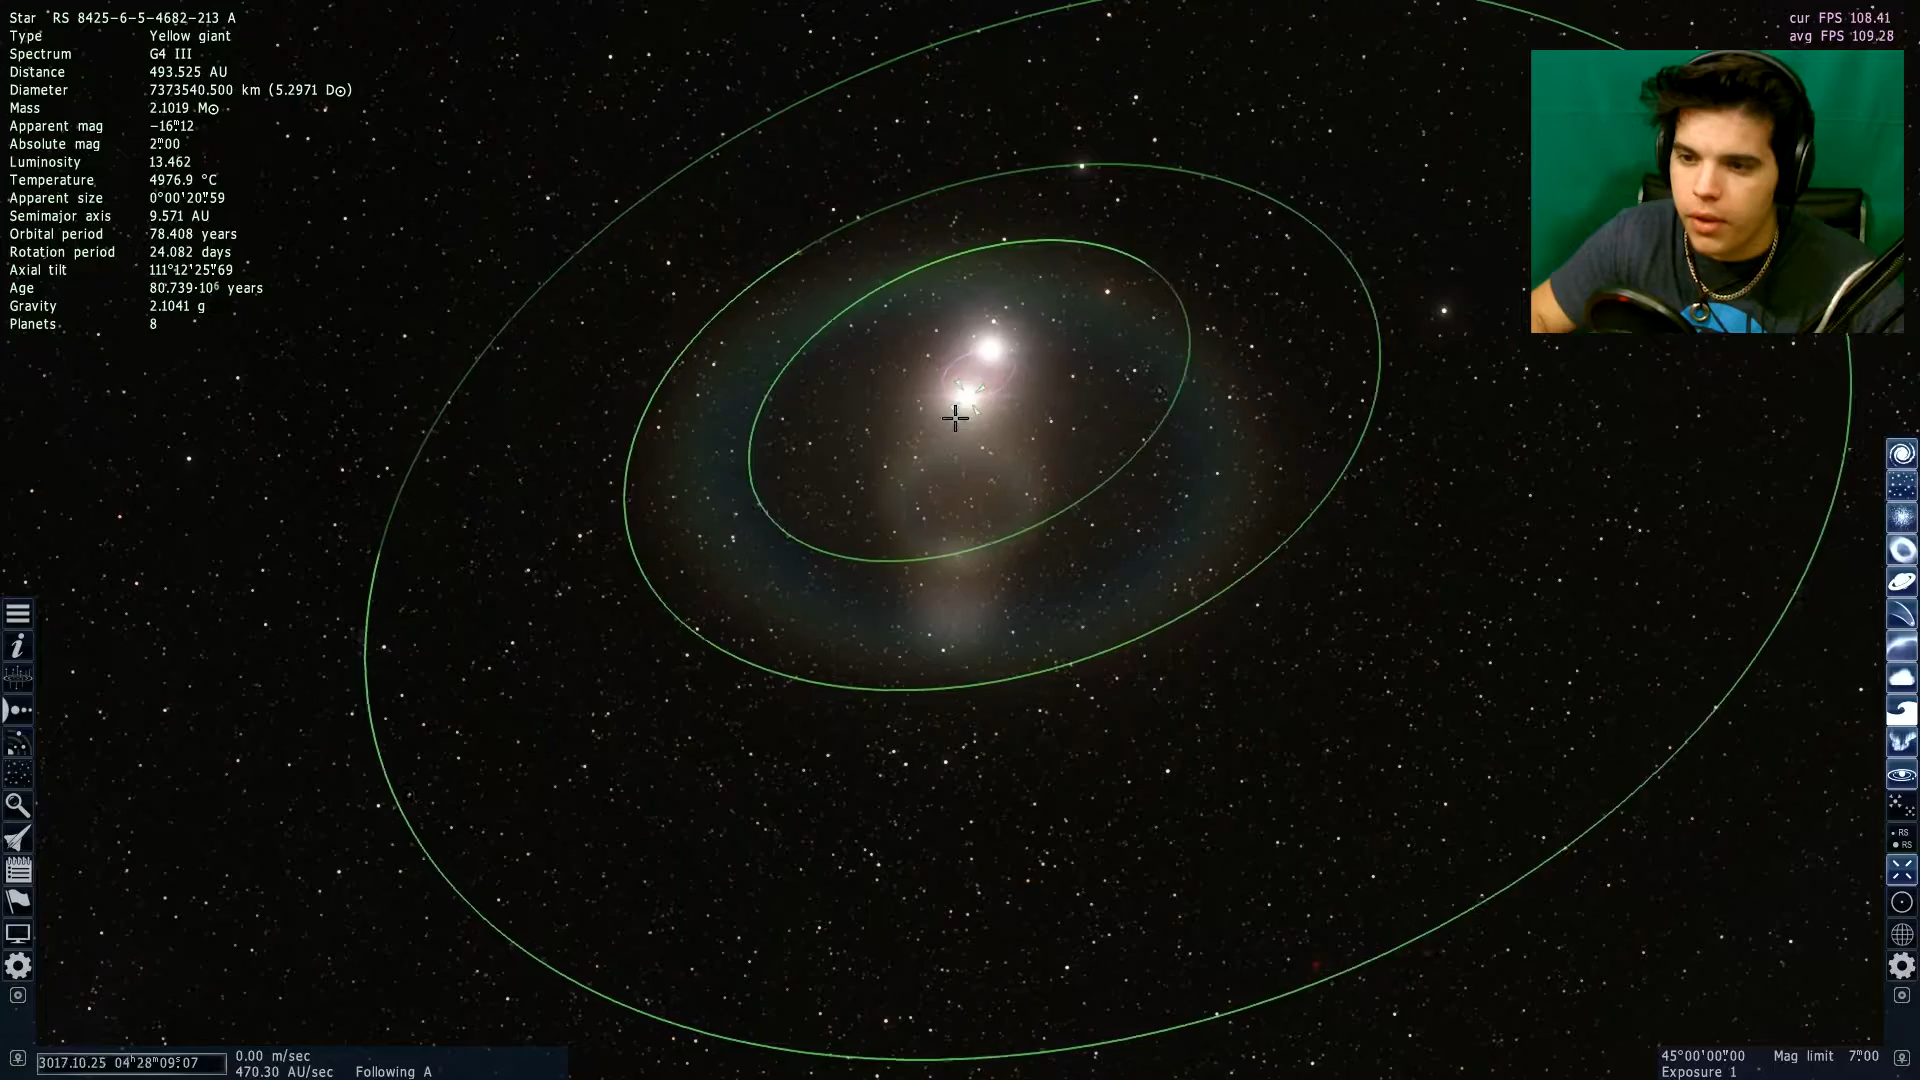 Star RS 8425-6-5-4682-213 A
Type Yellow giant
Spectrum G4 III
Distance 493.525 AU
Diameter 7373540.500 km (5.2971 D⊙)
Mass 2.1019 M⊙
Apparent mag −16ᵐ12
Absolute mag 2ᵐ00
Luminosity 13.462
Temperature 4976.9 °C
Apparent size 0°00'20"59
Semimajor axis 9.571 AU
Orbital period 78.408 years
Rotation period 24.082 days
Axial tilt 111°12'25"69
Age 80.739·10⁶ years
Gravity 2.1041 g
Planets 8
cur FPS 108.41
avg FPS 109.28
RS
RS
3017.10.25 04ʰ28ᵐ09ˢ07
0.00 m/sec
470.30 AU/sec Following A
45°00'00"00 Mag limit 7ᵐ00
Exposure 1